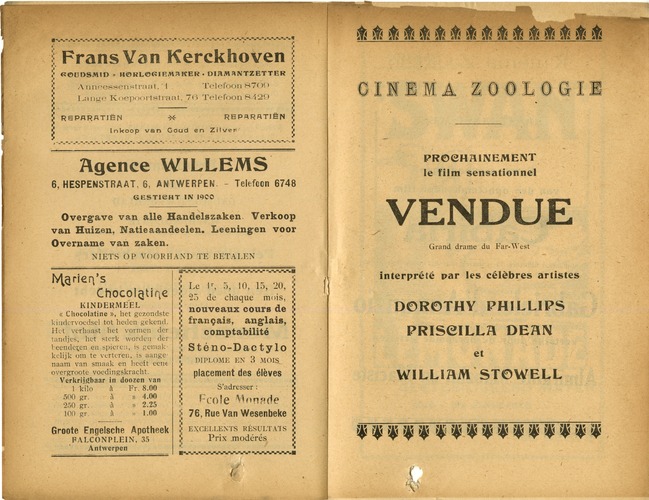 Frans Van Kerckhoven
GOUDSMID - HORLOGIEMAKER - DIAMANTZETTER
Anneessenstraat, 1 Telefoon 8709
Lange Koepoortstraat, 76 Telefoon 8429
REPARATIËN * REPARATIËN
Inkoop van Goud en Zilver
Agence WILLEMS
6, HESPENSTRAAT, 6, ANTWERPEN. - Telefoon 6748
GESTICHT IN 1900
Overgave van alle Handelszaken. Verkoop
van Huizen, Natieaandeelen. Leeningen voor
Overname van zaken.
NIETS OP VOORHAND TE BETALEN
Marien's
Chocolatine
KINDERMEEL
« Chocolatine », het gezondste
kindervoedsel tot heden gekend.
Het verhaast het vormen der
tandjes, het sterk worden der
beenderen en spieren, is gemak-
kelijk om te verteren, is aange-
naam van smaak en heeft eene
overgroote voedingskracht.
Verkrijgbaar in doozen van
1 kilo à Fr. 8.00
500 gr. à » 4.00
250 gr. à » 2.25
100 gr. à » 1.00
Groote Engelsche Apotheek
FALCONPLEIN, 35
Antwerpen
Le 1r, 5, 10, 15, 20,
25 de chaque mois,
nouveaux cours de
français, anglais,
comptabilité
Sténo-Dactylo
DIPLOME EN 3 MOIS
placement des élèves
S'adresser:
Ecole Monade
76, Rue Van Wesenbeke
EXCELLENTS RÉSULTATS
Prix modérés
CINEMA ZOOLOGIE
PROCHAINEMENT
le film sensationnel
VENDUE
Grand drame du Far-West
interprété par les célèbres artistes
DOROTHY PHILLIPS
PRISCILLA DEAN
et
WILLIAM STOWELL